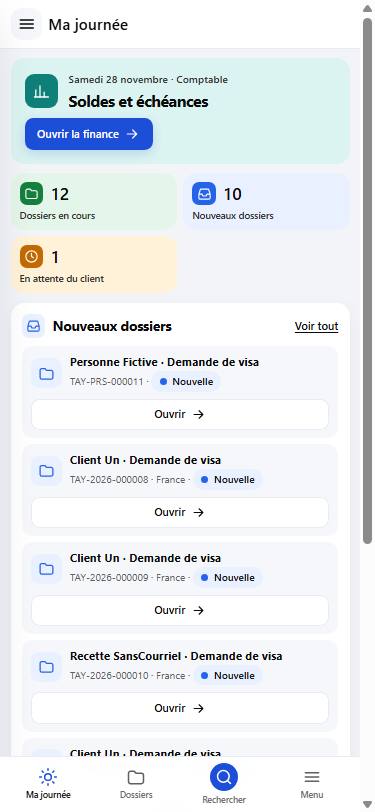 Ma journée
Samedi 28 novembre · Comptable
Soldes et échéances
Ouvrir la finance →
12
Dossiers en cours
10
Nouveaux dossiers
1
En attente du client
Nouveaux dossiers
Voir tout
Personne Fictive · Demande de visa
TAY-PRS-000011 · Nouvelle
Ouvrir →
Client Un · Demande de visa
TAY-2026-000008 · France · Nouvelle
Ouvrir →
Client Un · Demande de visa
TAY-2026-000009 · France · Nouvelle
Ouvrir →
Recette SansCourriel · Demande de visa
TAY-2026-000010 · France · Nouvelle
Ouvrir →
Client Un · Demande de visa
Ma journée
Dossiers
Rechercher
Menu